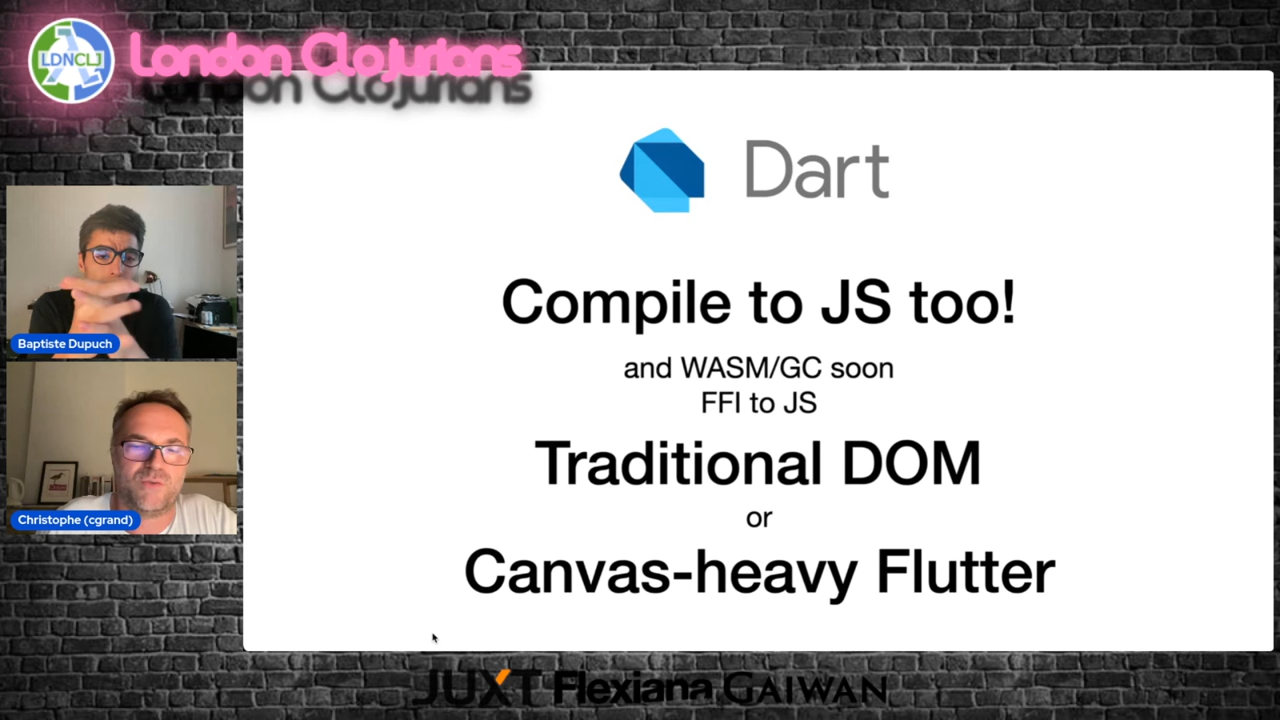 LDNCLJ
London Clojurians
Dart
Compile to JS too!
and WASM/GC soon
FFI to JS
Traditional DOM
or
Canvas-heavy Flutter
Baptiste Dupuch
Christophe (cgrand)
JUXT Flexiana GAIWAN